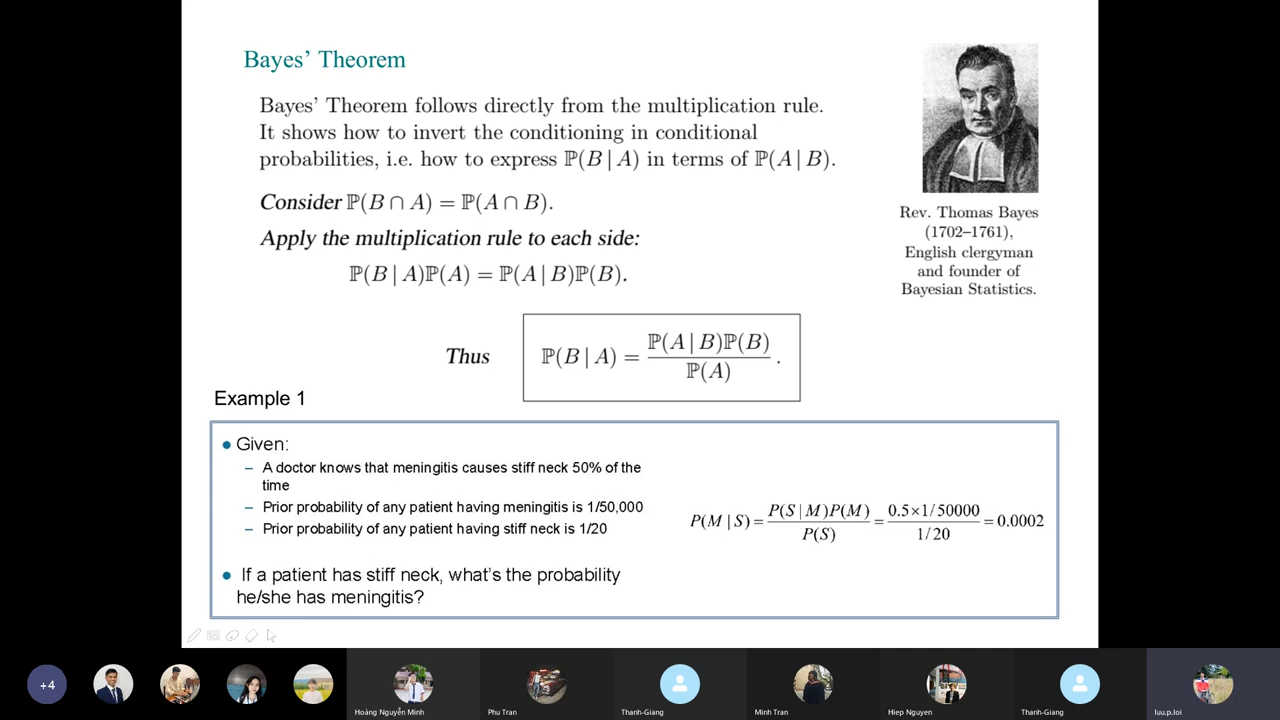 Bayes' Theorem
Bayes' Theorem follows directly from the multiplication rule.
It shows how to invert the conditioning in conditional
probabilities, i.e. how to express ℙ(B | A) in terms of ℙ(A | B).
Consider ℙ(B ∩ A) = ℙ(A ∩ B).
Apply the multiplication rule to each side:
ℙ(B | A)ℙ(A) = ℙ(A | B)ℙ(B).
Thus ℙ(B | A) = ℙ(A | B)ℙ(B) / ℙ(A) .
Rev. Thomas Bayes
(1702–1761),
English clergyman
and founder of
Bayesian Statistics.
Example 1
● Given:
– A doctor knows that meningitis causes stiff neck 50% of the
time
– Prior probability of any patient having meningitis is 1/50,000
– Prior probability of any patient having stiff neck is 1/20
● If a patient has stiff neck, what's the probability
he/she has meningitis?
P(M | S) = P(S | M)P(M) / P(S) = 0.5×1/50000 / 1/20 = 0.0002
+4
Hoàng Nguyễn Minh
Phu Tran
Thanh-Giang
Minh Tran
Hiep Nguyen
Thanh-Giang
luu.p.loi